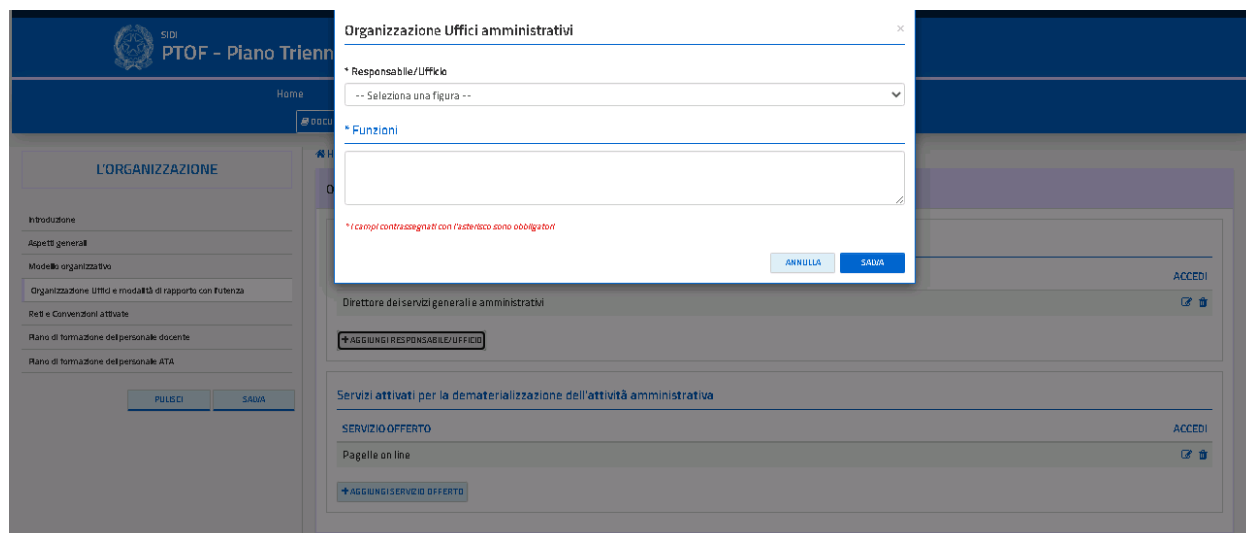 SIDI
PTOF - Piano Trienn
Home
DOCU
L'ORGANIZZAZIONE
Introduzione
Aspetti generali
Modello organizzativo
Organizzazione Uffici e modalità di rapporto con l'utenza
Reti e Convenzioni attivate
Piano di formazione del personale docente
Piano di formazione del personale ATA
PULISCI SALVA
Organizzazione Uffici amministrativi ×
* Responsabile/Ufficio
-- Seleziona una figura --
* Funzioni
* I campi contrassegnati con l'asterisco sono obbligatori
ANNULLA SALVA
H
O
ACCEDI
Direttore dei servizi generali e amministrativi
+ AGGIUNGI RESPONSABILE/UFFICIO
Servizi attivati per la dematerializzazione dell'attività amministrativa
SERVIZIO OFFERTO ACCEDI
Pagelle on line
+ AGGIUNGI SERVIZIO OFFERTO